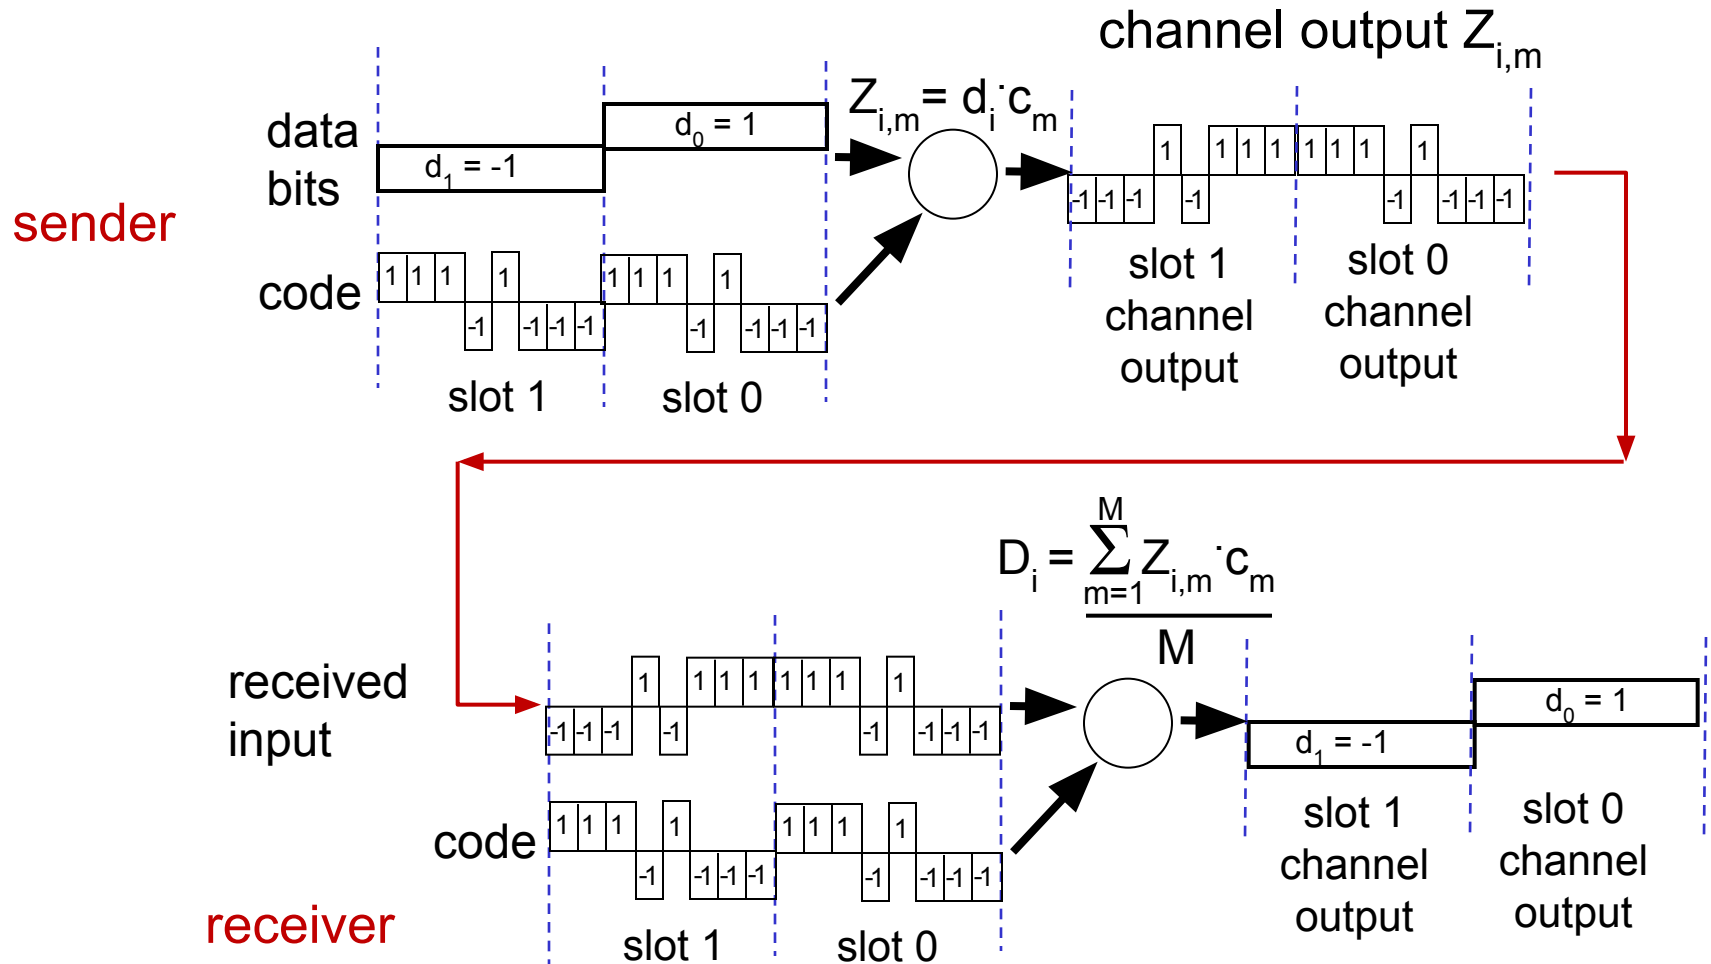 channel output Z_{i,m}
Z_{i,m} = d_i · c_m
data
bits
d_0 = 1
d_1 = -1
sender
code
1 1 1 -1 1 -1 -1 -1 1 1 1 -1 1 -1 -1 -1
slot 1
slot 0
-1 -1 -1 1 -1 1 1 1 1 1 1 -1 1 -1 -1 -1
slot 1
channel
output
slot 0
channel
output
D_i = \frac{\sum_{m=1}^{M} Z_{i,m} · c_m}{M}
received
input
-1 -1 -1 1 -1 1 1 1 1 1 1 -1 1 -1 -1 -1
code
1 1 1 -1 1 -1 -1 -1 1 1 1 -1 1 -1 -1 -1
receiver
slot 1
slot 0
d_0 = 1
d_1 = -1
slot 1
channel
output
slot 0
channel
output